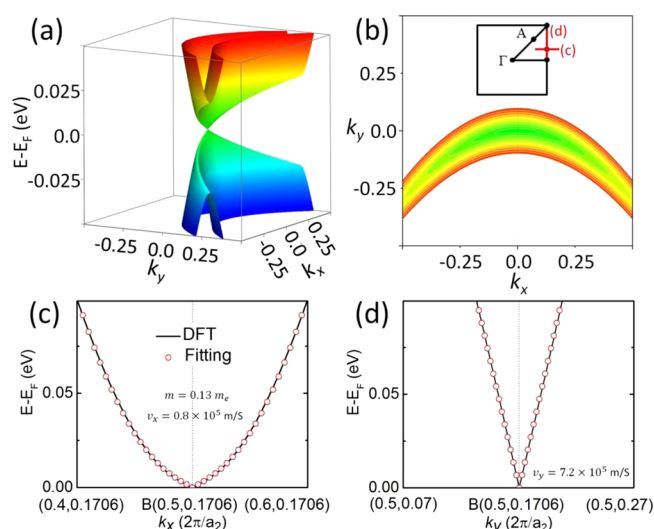 (a)
E-E_F (eV)
0.025
0.0
-0.025
-0.25 0.0 0.25
k_y
-0.25 0.0 0.25
k_x
(b)
0.50
0.25
k_y 0.00
-0.25
-0.25 0.0 0.25
k_x
A
Γ
(d)
(c)
(c)
E-E_F (eV)
0.05
0.00
DFT
Fitting
m = 0.13 m_e
v_x = 0.8 × 10^5 m/S
(0.4,0.1706) B(0.5,0.1706) (0.6,0.1706)
k_X (2π/a_2)
(d)
E-E_F (eV)
0.05
0.00
v_y = 7.2 × 10^5 m/S
(0.5,0.07) B(0.5,0.1706) (0.5,0.27)
k_Y (2π/a_2)